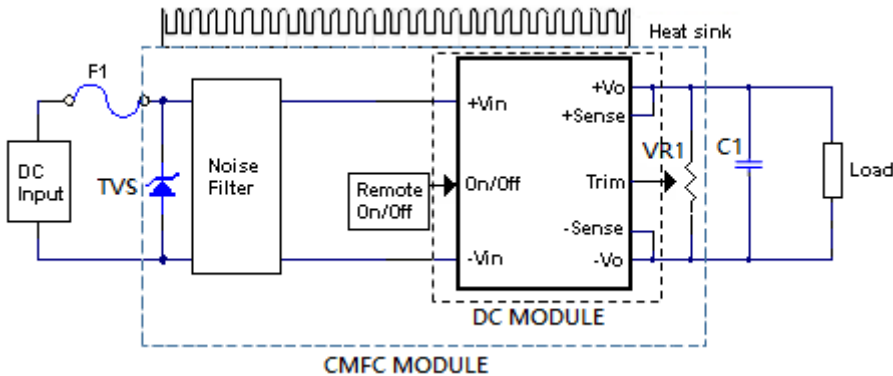 Heat sink
F1
+Vo
+Vin
+Sense
VR1
C1
DC
Input
TVS
Noise
Filter
Remote
On/Off
On/Off
Trim
Load
-Sense
-Vin
-Vo
DC MODULE
CMFC MODULE